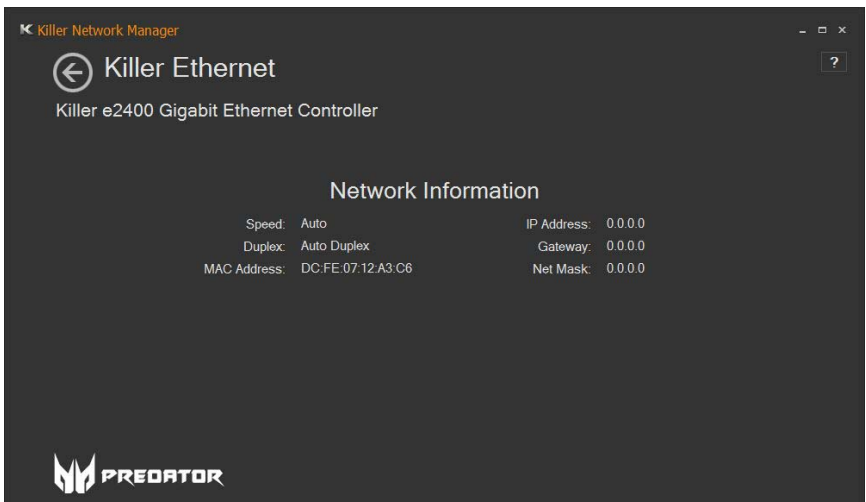 Killer Network Manager
?
Killer Ethernet
Killer e2400 Gigabit Ethernet Controller
Network Information
Speed: Auto IP Address: 0.0.0.0
Duplex: Auto Duplex Gateway: 0.0.0.0
MAC Address: DC:FE:07:12:A3:C6 Net Mask: 0.0.0.0
PREDATOR